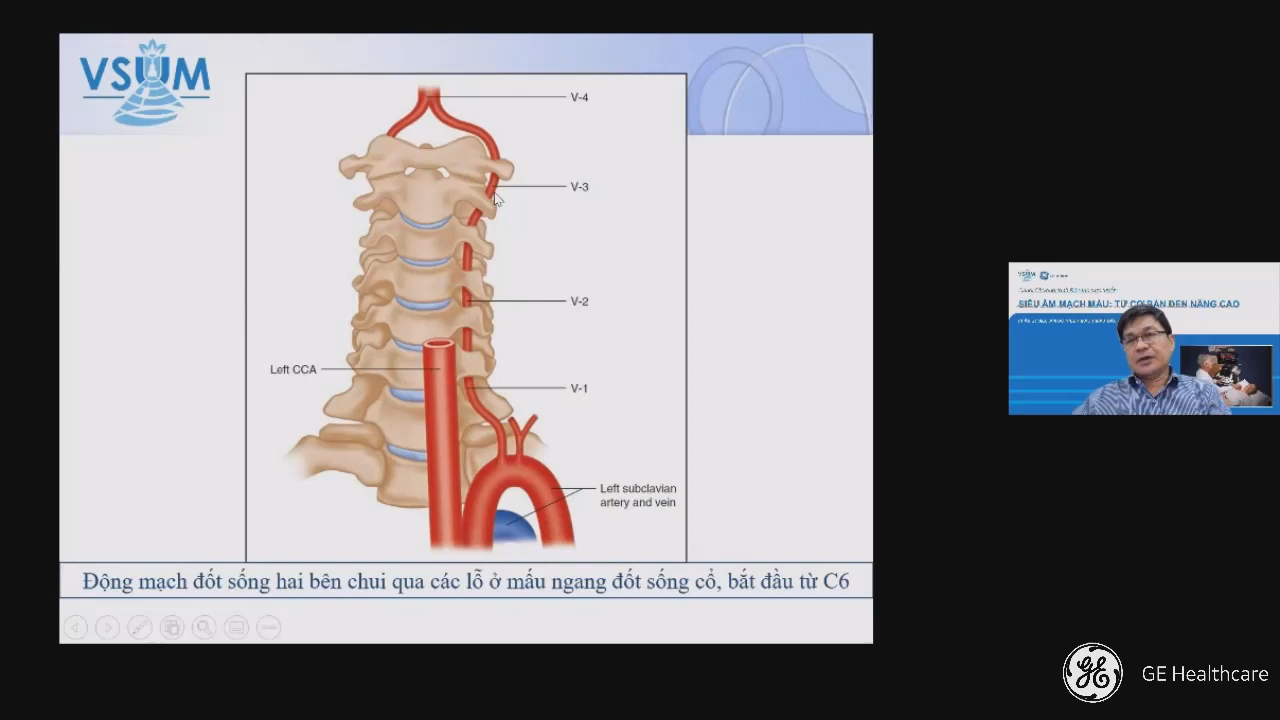 VSUM
V-4
V-3
V-2
Left CCA
V-1
Left subclavian
artery and vein
Động mạch đốt sống hai bên chui qua các lỗ ở mấu ngang đốt sống cổ, bắt đầu từ C6
SIÊU ÂM MẠCH MÁU: TỪ CƠ BẢN ĐẾN NÂNG CAO
GE Healthcare